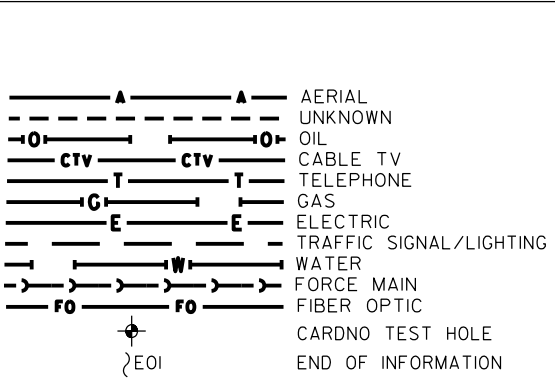 A A AERIAL
UNKNOWN
O O OIL
CTV CTV CABLE TV
T T TELEPHONE
G GAS
E E ELECTRIC
TRAFFIC SIGNAL/LIGHTING
W WATER
FORCE MAIN
FO FO FIBER OPTIC
CARDNO TEST HOLE
EOI END OF INFORMATION